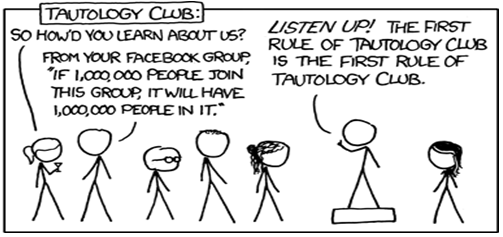 TAUTOLOGY CLUB:
SO HOW'D YOU LEARN ABOUT US?
FROM YOUR FACEBOOK GROUP,
"IF 1,000,000 PEOPLE JOIN
THIS GROUP, IT WILL HAVE
1,000,000 PEOPLE IN IT."
LISTEN UP! THE FIRST
RULE OF TAUTOLOGY CLUB
IS THE FIRST RULE OF
TAUTOLOGY CLUB.